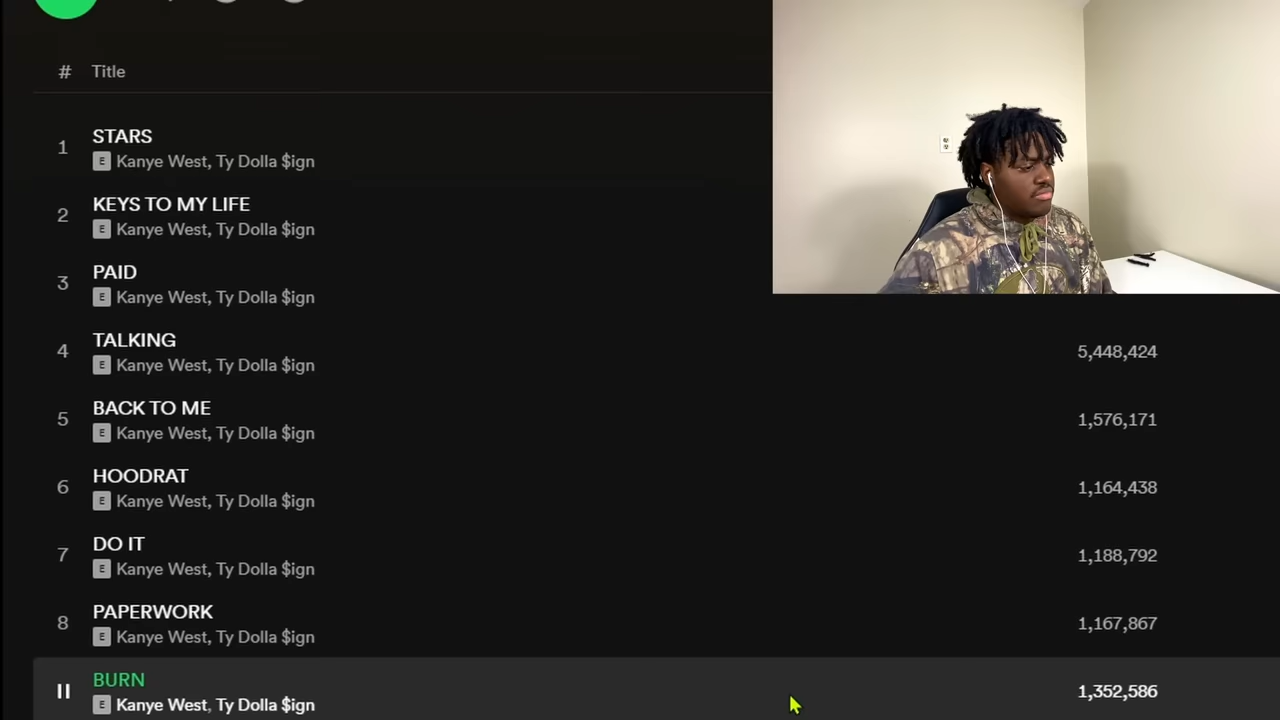 # Title
1 STARS
E Kanye West, Ty Dolla $ign
2 KEYS TO MY LIFE
E Kanye West, Ty Dolla $ign
3 PAID
E Kanye West, Ty Dolla $ign
4 TALKING 5,448,424
E Kanye West, Ty Dolla $ign
5 BACK TO ME 1,576,171
E Kanye West, Ty Dolla $ign
6 HOODRAT 1,164,438
E Kanye West, Ty Dolla $ign
7 DO IT 1,188,792
E Kanye West, Ty Dolla $ign
8 PAPERWORK 1,167,867
E Kanye West, Ty Dolla $ign
BURN 1,352,586
E Kanye West, Ty Dolla $ign